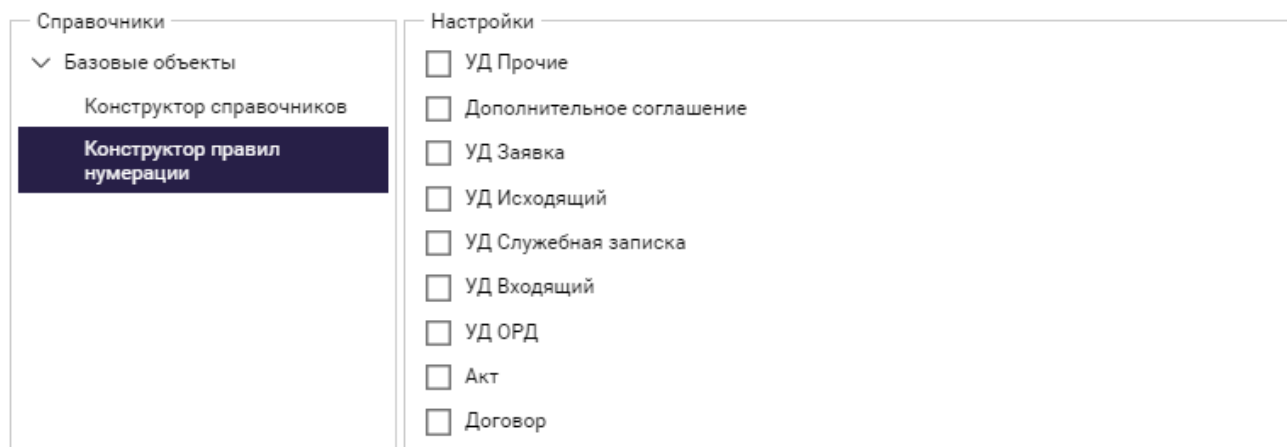 Справочники
Базовые объекты
Конструктор справочников
Конструктор правил
нумерации
Настройки
УД Прочие
Дополнительное соглашение
УД Заявка
УД Исходящий
УД Служебная записка
УД Входящий
УД ОРД
Акт
Договор